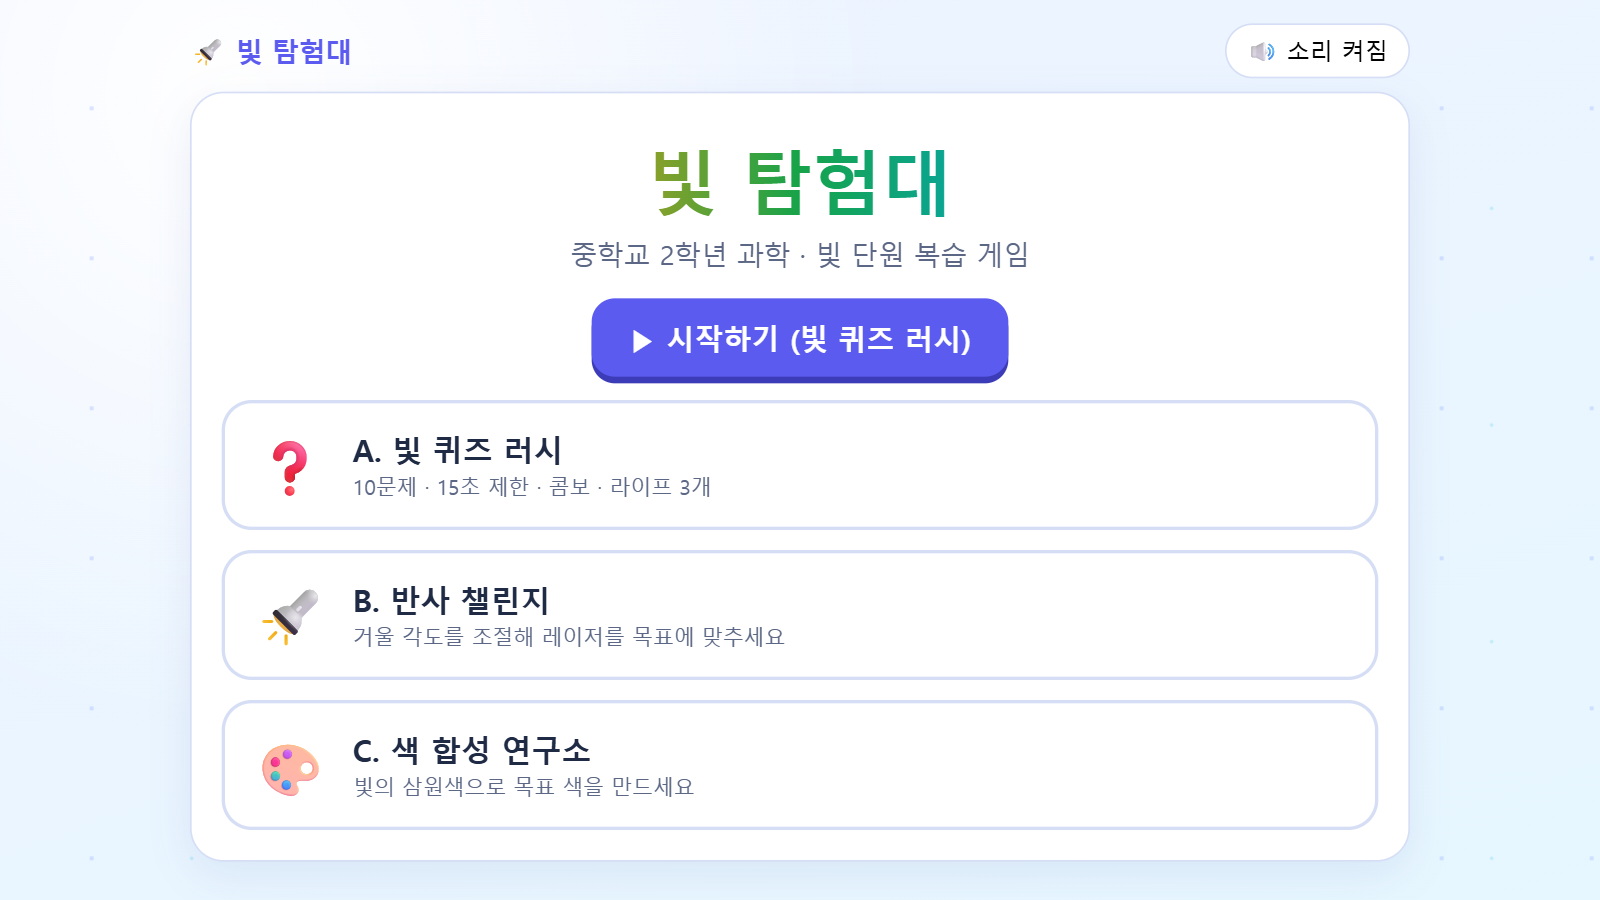 빛 탐험대
소리 켜짐
빛 탐험대
중학교 2학년 과학 · 빛 단원 복습 게임
▶ 시작하기 (빛 퀴즈 러시)
A. 빛 퀴즈 러시
10문제 · 15초 제한 · 콤보 · 라이프 3개
B. 반사 챌린지
거울 각도를 조절해 레이저를 목표에 맞추세요
C. 색 합성 연구소
빛의 삼원색으로 목표 색을 만드세요